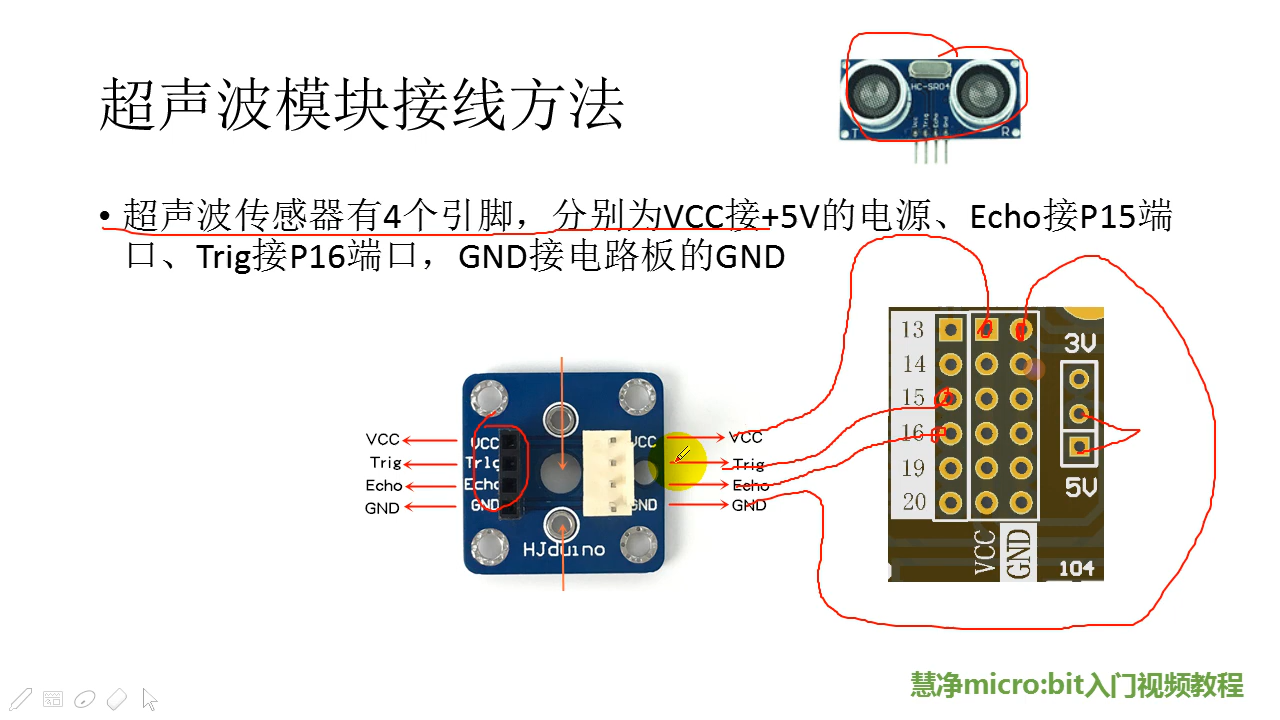 超声波模块接线方法
HC-SR04
Vcc
Trig
Echo
Gnd
T
R
• 超声波传感器有4个引脚，分别为VCC接+5V的电源、Echo接P15端
口、Trig接P16端口，GND接电路板的GND
VCC
Trig
Echo
GND
VCC
Trig
Echo
GND
VCC
GND
HJduino
VCC
Trig
Echo
GND
13
14
15
16
19
20
VCC
GND
3V
5V
104
慧净micro:bit入门视频教程